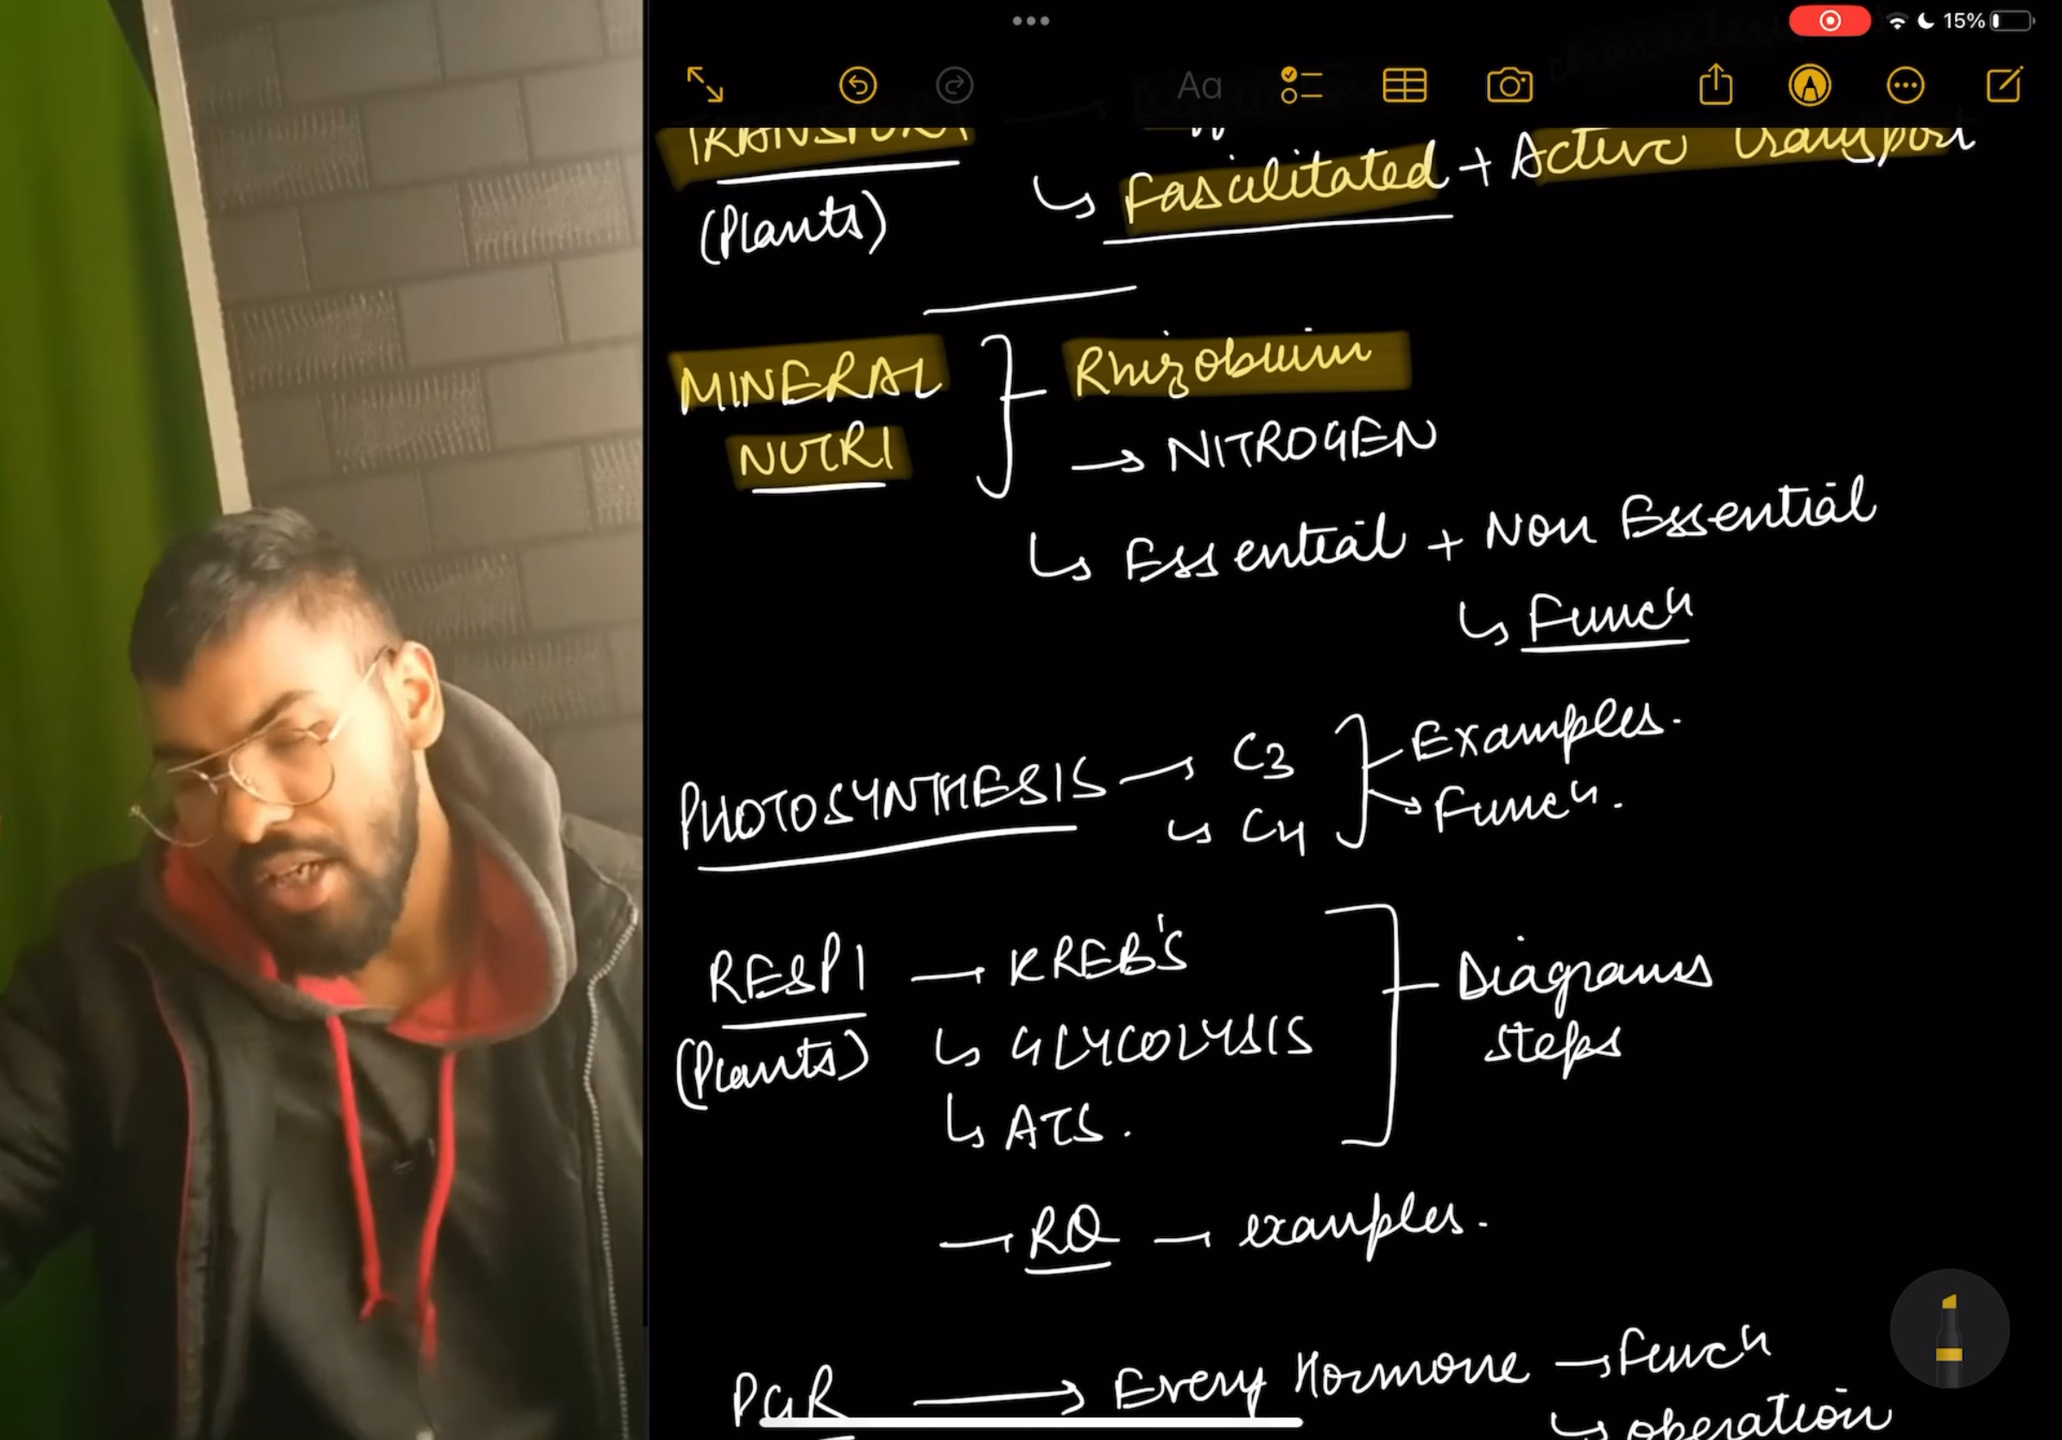 15%
Aa
TRANSPORT
(Plants)
Fascilitated + Active transport
MINERAL
NUTRI
Rhizobium
→ NITROGEN
↳ Essential + Non Essential
↳ Funcⁿ
PHOTOSYNTHESIS → C3
↳ C4
Examples.
Funcⁿ.
RESPI → KREB'S
(Plants) ↳ GLYCOLYSIS
↳ ATS.
Diagrams
steps
→ RQ → examples.
PGR → Every Hormone → Funcⁿ
↳ operation